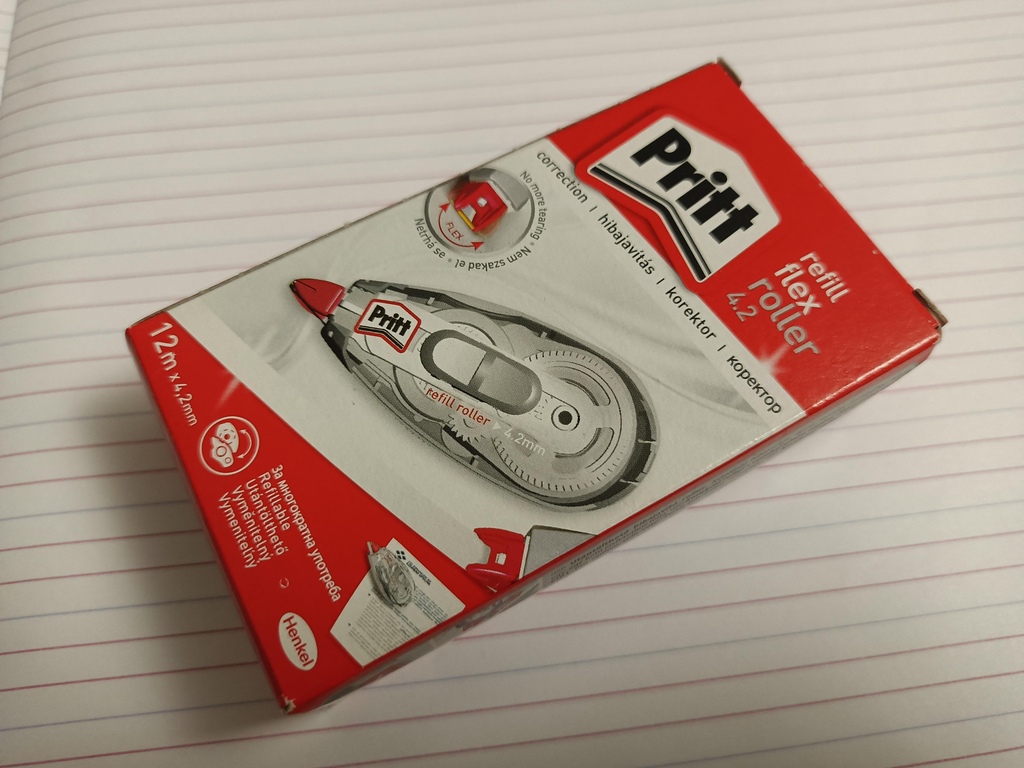 Pritt
refill
flex
roller
4.2
correction I hibajavítás I korektor I коректор
No more tearing • Nem szakad el • Netrhá se
FLEX
Pritt
refill roller 4,2mm
12m x 4,2mm
За многократна употреба
Refillable
Utántölthető
Vyměnitelný
Vymeniteľný
Henkel